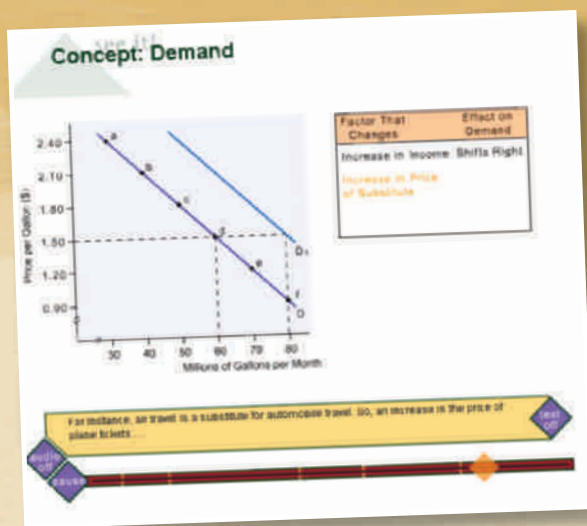 see it!
Concept: Demand
Price per Gallon ($)
2.40
2.10
1.80
1.50
1.20
0.90
0
a
b
c
d
e
f
D
D₁
30
40
50
60
70
80
Millions of Gallons per Month
Factor That
Changes
Effect on
Demand
Increase in Income
Shifts Right
Increase in Price
of Substitute
For instance, air travel is a substitute for automobile travel. So, an increase in the price of
plane tickets ...
text
off
audio
off
pause